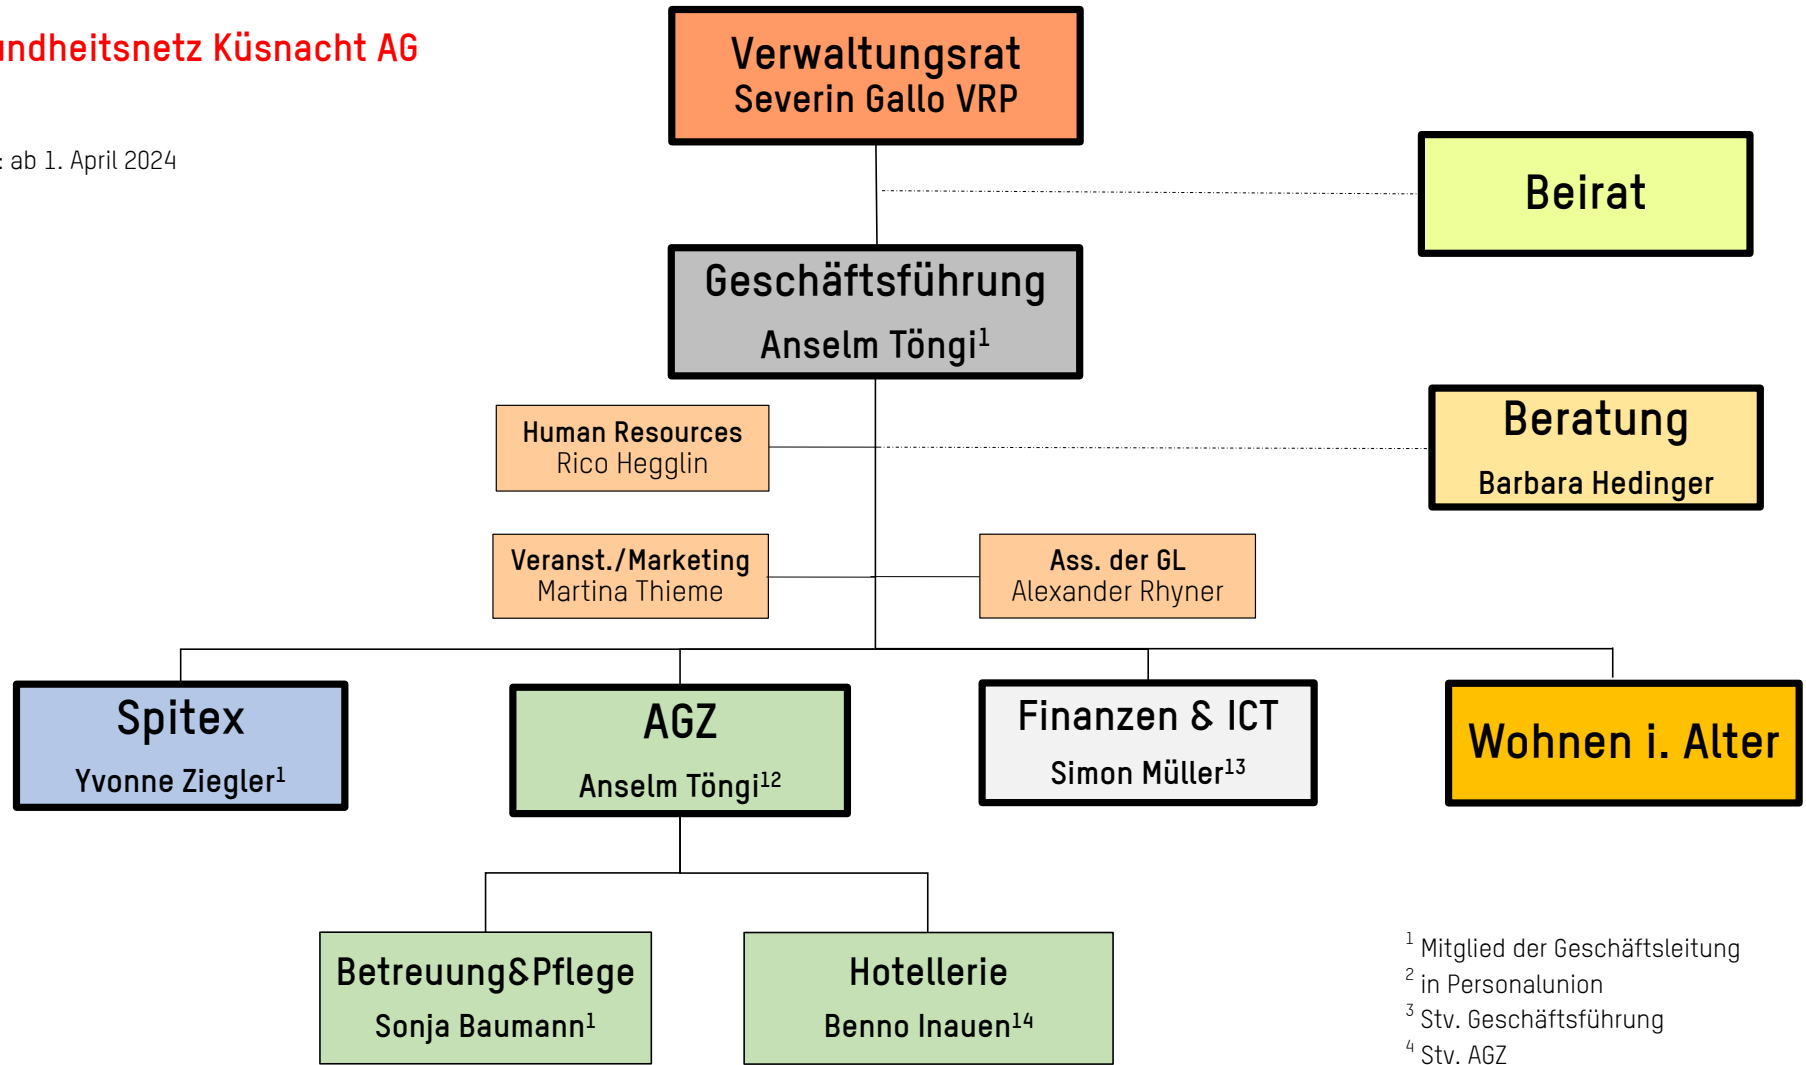 undheitsnetz Küsnacht AG
: ab 1. April 2024
Verwaltungsrat
Severin Gallo VRP
Beirat
Geschäftsführung
Anselm Töngi¹
Human Resources
Rico Hegglin
Beratung
Barbara Hedinger
Veranst./Marketing
Martina Thieme
Ass. der GL
Alexander Rhyner
Spitex
Yvonne Ziegler¹
AGZ
Anselm Töngi¹²
Finanzen & ICT
Simon Müller¹³
Wohnen i. Alter
Betreuung&Pflege
Sonja Baumann¹
Hotellerie
Benno Inauen¹⁴
¹ Mitglied der Geschäftsleitung
² in Personalunion
³ Stv. Geschäftsführung
⁴ Stv. AGZ